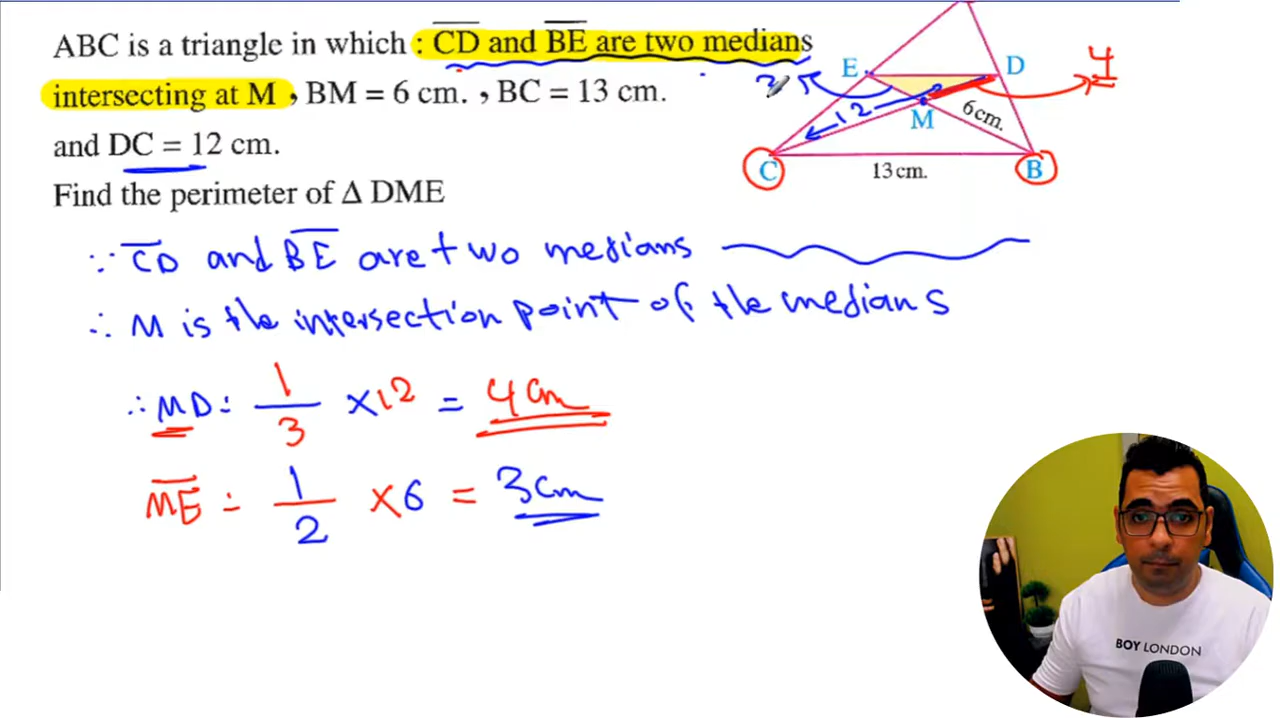 ABC is a triangle in which : CD and BE are two medians
intersecting at M , BM = 6 cm. , BC = 13 cm.
and DC = 12 cm.
Find the perimeter of Δ DME
E
D
M
C
B
6cm.
13 cm.
12
3
4
∵ CD and BE are two medians
∴ M is the intersection point of the medians
∴ MD = 1/3 × 12 = 4 cm
ME = 1/2 × 6 = 3 cm
BOY LONDON